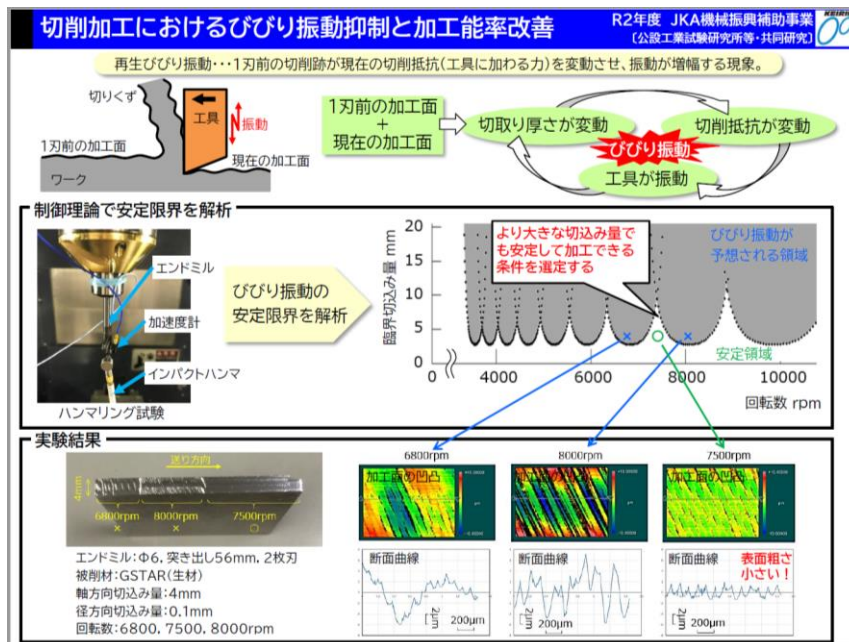 切削加工におけるびびり振動抑制と加工能率改善
R2年度 JKA機械振興補助事業
〔公設工業試験研究所等・共同研究〕
KEIRIN
再生びびり振動・・・1刃前の切削跡が現在の切削抵抗(工具に加わる力)を変動させ、振動が増幅する現象。
切りくず
工具
振動
1刃前の加工面
現在の加工面
ワーク
1刃前の加工面
+
現在の加工面
切取り厚さが変動
切削抵抗が変動
びびり振動
工具が振動
制御理論で安定限界を解析
エンドミル
加速度計
インパクトハンマ
ハンマリング試験
びびり振動の
安定限界を解析
臨界切込み量 mm
20
15
10
5
0
0
4000
6000
8000
10000
回転数 rpm
より大きな切込み量で
も安定して加工できる
条件を選定する
びびり振動が
予想される領域
安定領域
実験結果
送り方向
4mm
6800rpm
×
8000rpm
×
7500rpm
○
エンドミル:Φ6,突き出し56mm,2枚刃
被削材:GSTAR(生材)
軸方向切込み量:4mm
径方向切込み量:0.1mm
回転数:6800,7500,8000rpm
6800rpm
加工面の凹凸
断面曲線
2μm
200μm
8000rpm
加工面の凹凸
断面曲線
2μm
200μm
7500rpm
加工面の凹凸
断面曲線
表面粗さ
小さい!
2μm
200μm